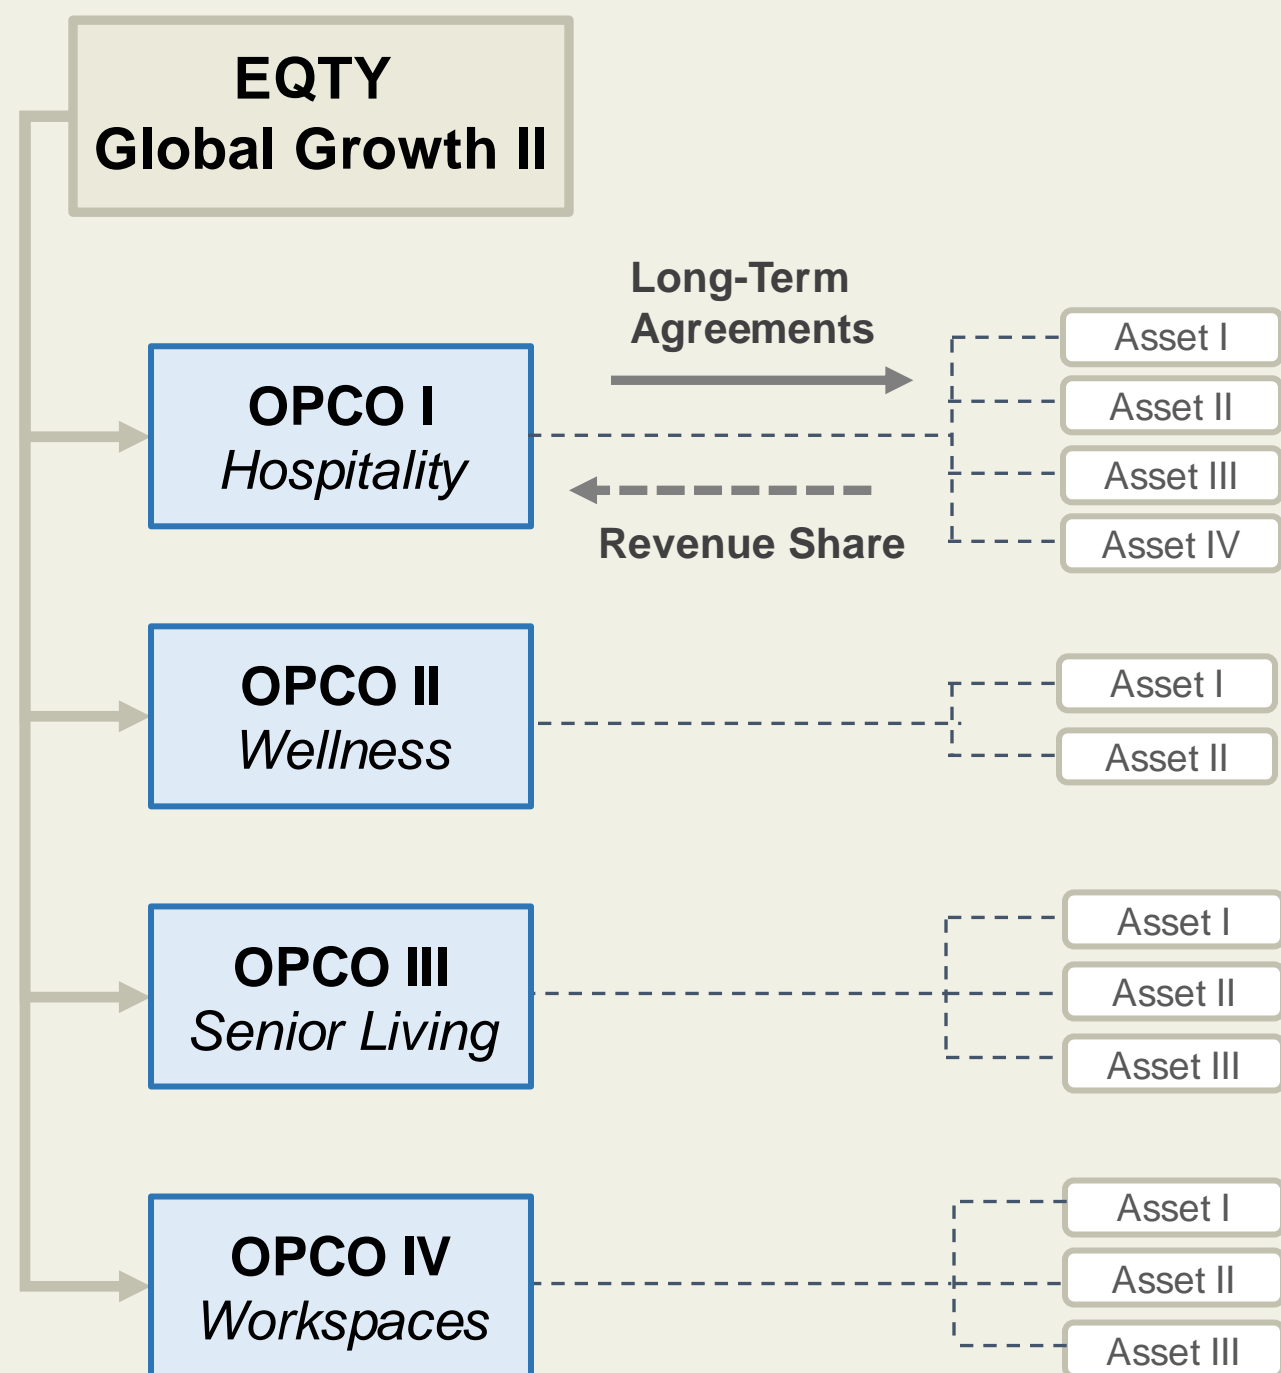 EQTY
Global Growth II
Long-Term
Agreements
OPCO I
Hospitality
Revenue Share
Asset I
Asset II
Asset III
Asset IV
OPCO II
Wellness
Asset I
Asset II
OPCO III
Senior Living
Asset I
Asset II
Asset III
OPCO IV
Workspaces
Asset I
Asset II
Asset III